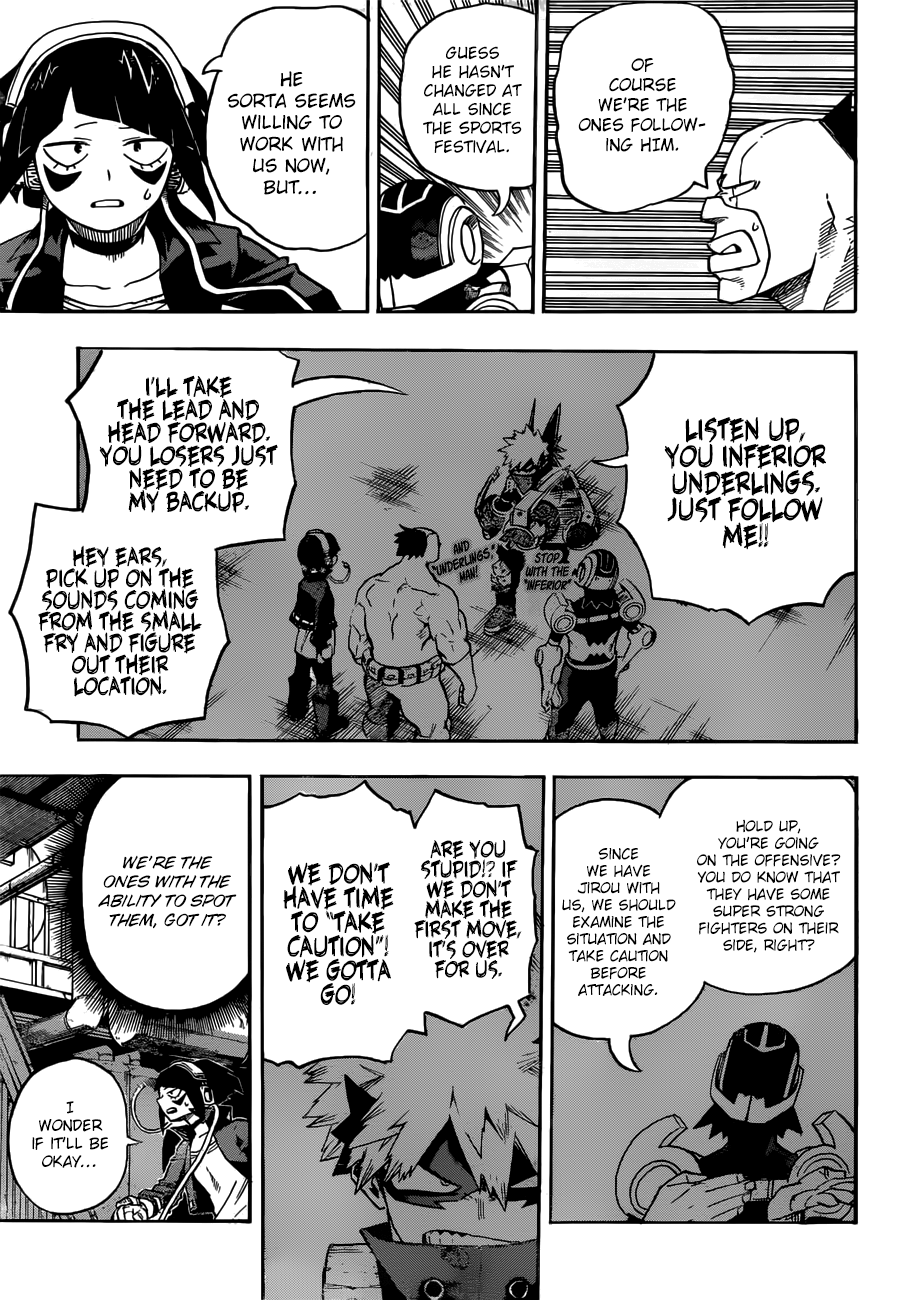 OF
COURSE
WE'RE THE
ONES FOLLOW-
ING HIM.
GUESS
HE HASN'T
CHANGED AT
ALL SINCE
THE SPORTS
FESTIVAL.
HE
SORTA SEEMS
WILLING TO
WORK WITH
US NOW,
BUT...
LISTEN UP,
YOU INFERIOR
UNDERLINGS.
JUST FOLLOW
ME!!
STOP
WITH THE
"INFERIOR"
AND
"UNDERLINGS,"
MAN!
I'LL TAKE
THE LEAD AND
HEAD FORWARD.
YOU LOSERS JUST
NEED TO BE
MY BACKUP.
HEY EARS,
PICK UP ON THE
SOUNDS COMING
FROM THE SMALL
FRY AND FIGURE
OUT THEIR
LOCATION.
HOLD UP,
YOU'RE GOING
ON THE OFFENSIVE?
YOU DO KNOW THAT
THEY HAVE SOME
SUPER STRONG
FIGHTERS ON THEIR
SIDE, RIGHT?
SINCE
WE HAVE
JIROU WITH
US, WE SHOULD
EXAMINE THE
SITUATION AND
TAKE CAUTION
BEFORE
ATTACKING.
ARE YOU
STUPID!? IF
WE DON'T
MAKE THE
FIRST MOVE,
IT'S OVER
FOR US.
WE DON'T
HAVE TIME
TO "TAKE
CAUTION"!
WE GOTTA
GO!
WE'RE THE
ONES WITH THE
ABILITY TO SPOT
THEM, GOT IT?
I
WONDER
IF IT'LL BE
OKAY...